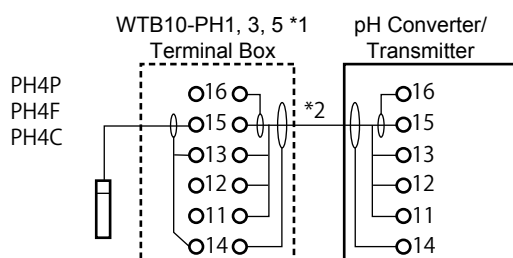 WTB10-PH1, 3, 5 *1
Terminal Box
pH Converter/
Transmitter
PH4P
PH4F
PH4C
*2
16
15
13
12
11
14
16
15
13
12
11
14